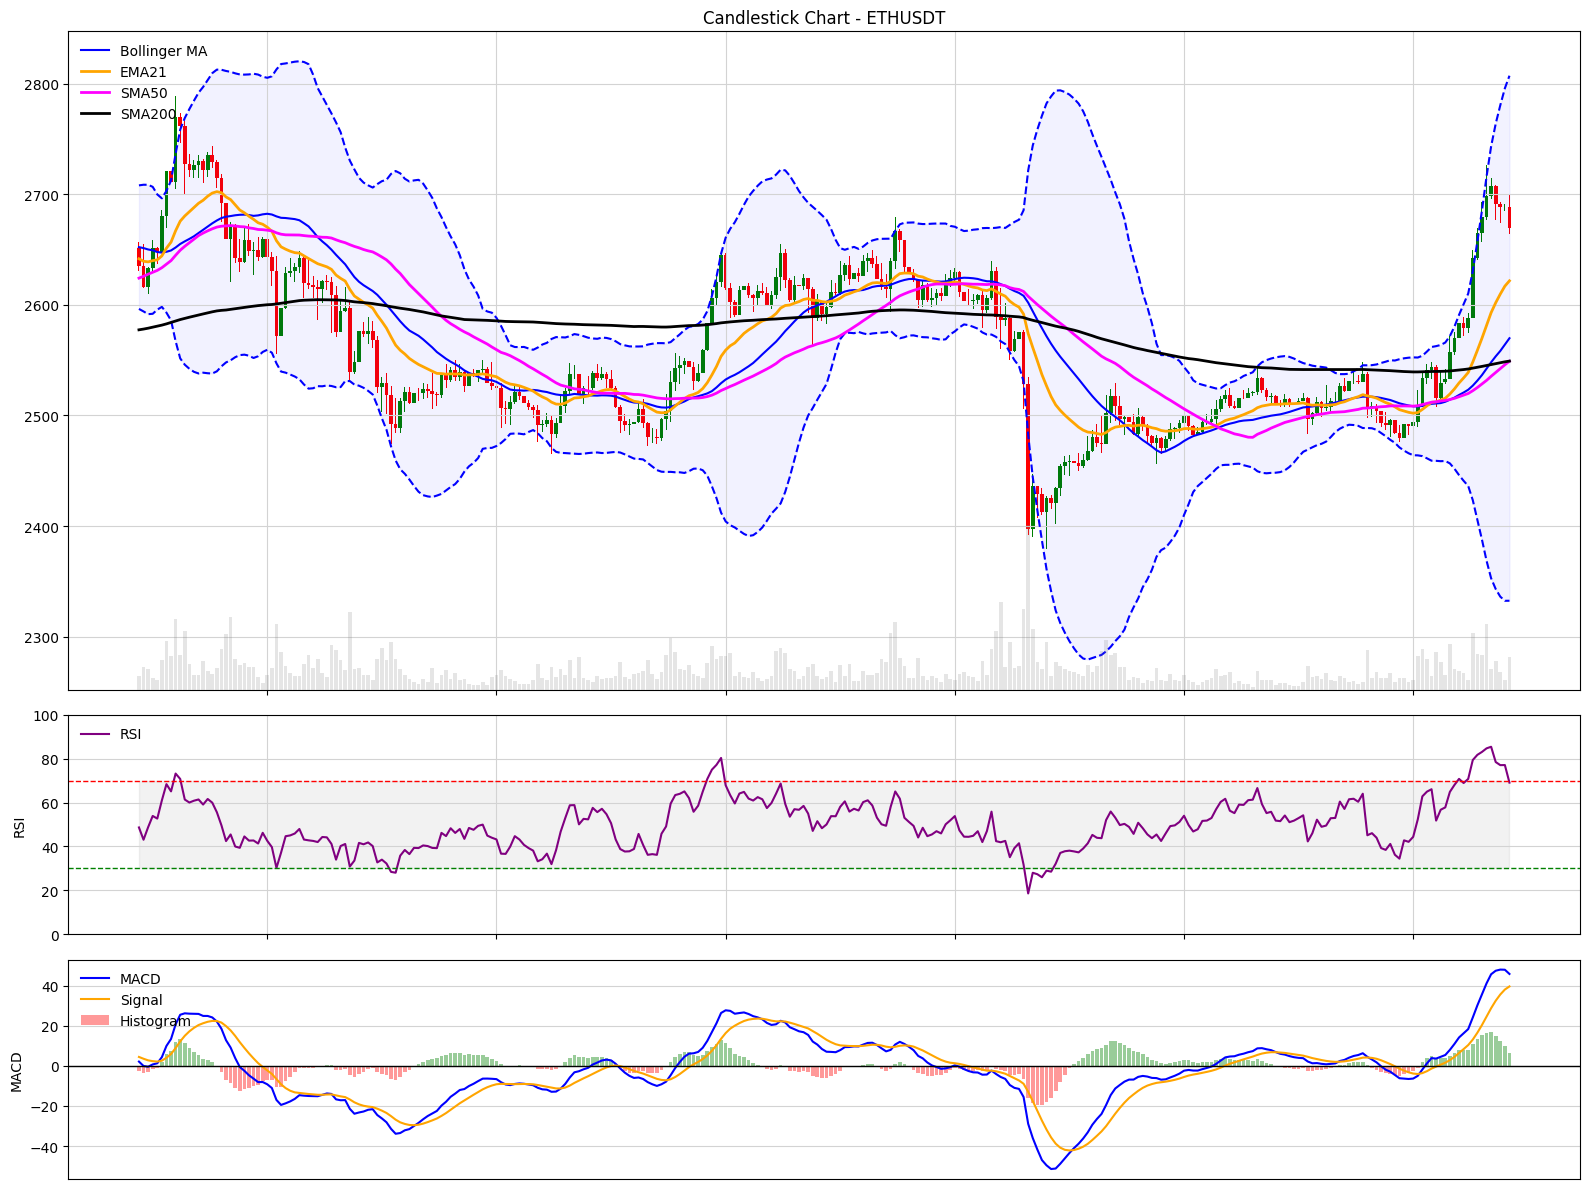 Candlestick Chart - ETHUSDT
Bollinger MA
EMA21
SMA50
SMA200
2800
2700
2600
2500
2400
2300
100
RSI
80
60
40
20
0
RSI
MACD
Signal
Histogram
40
20
0
−20
−40
MACD